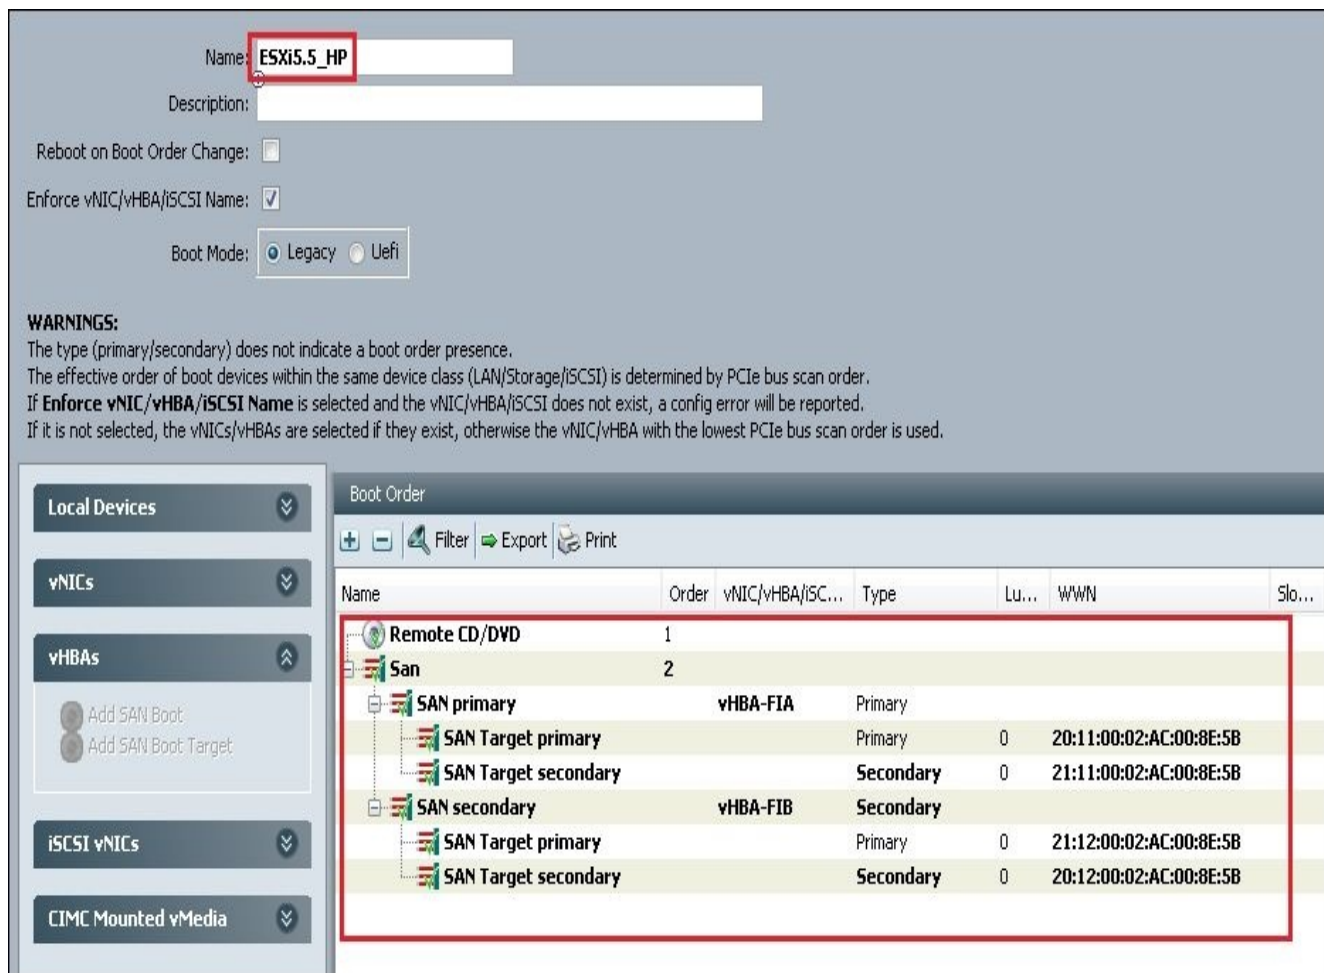 Name: ESXi5.5_HP
Description:
Reboot on Boot Order Change:
Enforce vNIC/vHBA/iSCSI Name:
Boot Mode: Legacy Uefi
WARNINGS:
The type (primary/secondary) does not indicate a boot order presence.
The effective order of boot devices within the same device class (LAN/Storage/iSCSI) is determined by PCIe bus scan order.
If Enforce vNIC/vHBA/iSCSI Name is selected and the vNIC/vHBA/iSCSI does not exist, a config error will be reported.
If it is not selected, the vNICs/vHBAs are selected if they exist, otherwise the vNIC/vHBA with the lowest PCIe bus scan order is used.
Local Devices
vNICs
vHBAs
Add SAN Boot
Add SAN Boot Target
iSCSI vNICs
CIMC Mounted vMedia
Boot Order
Filter Export Print
Name Order vNIC/vHBA/iSC... Type Lu... WWN Slo...
Remote CD/DVD 1
San 2
SAN primary vHBA-FIA Primary
SAN Target primary Primary 0 20:11:00:02:AC:00:8E:5B
SAN Target secondary Secondary 0 21:11:00:02:AC:00:8E:5B
SAN secondary vHBA-FIB Secondary
SAN Target primary Primary 0 21:12:00:02:AC:00:8E:5B
SAN Target secondary Secondary 0 20:12:00:02:AC:00:8E:5B